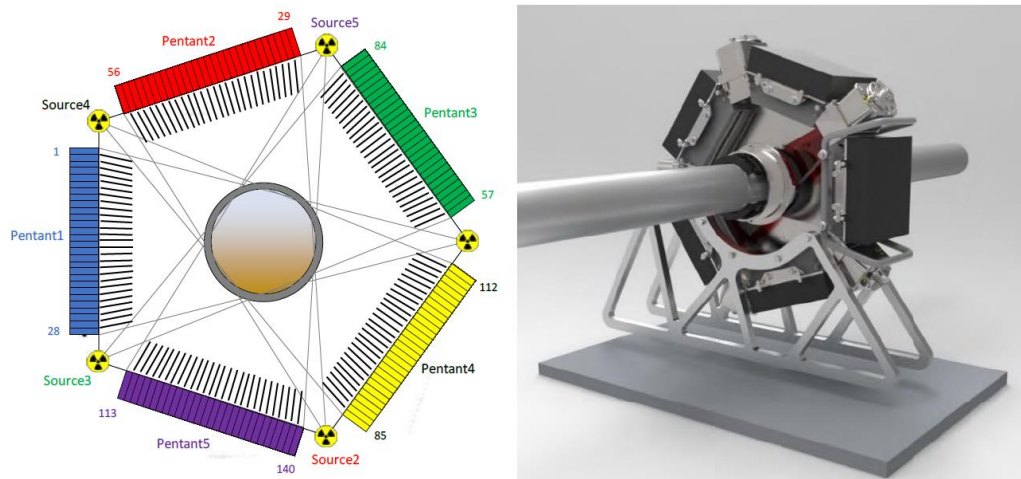 29
Source5
Pentant2
84
56
Source4
Pentant3
1
57
Pentant1
112
28
Pentant4
Source3
113
85
Pentant5
Source2
140